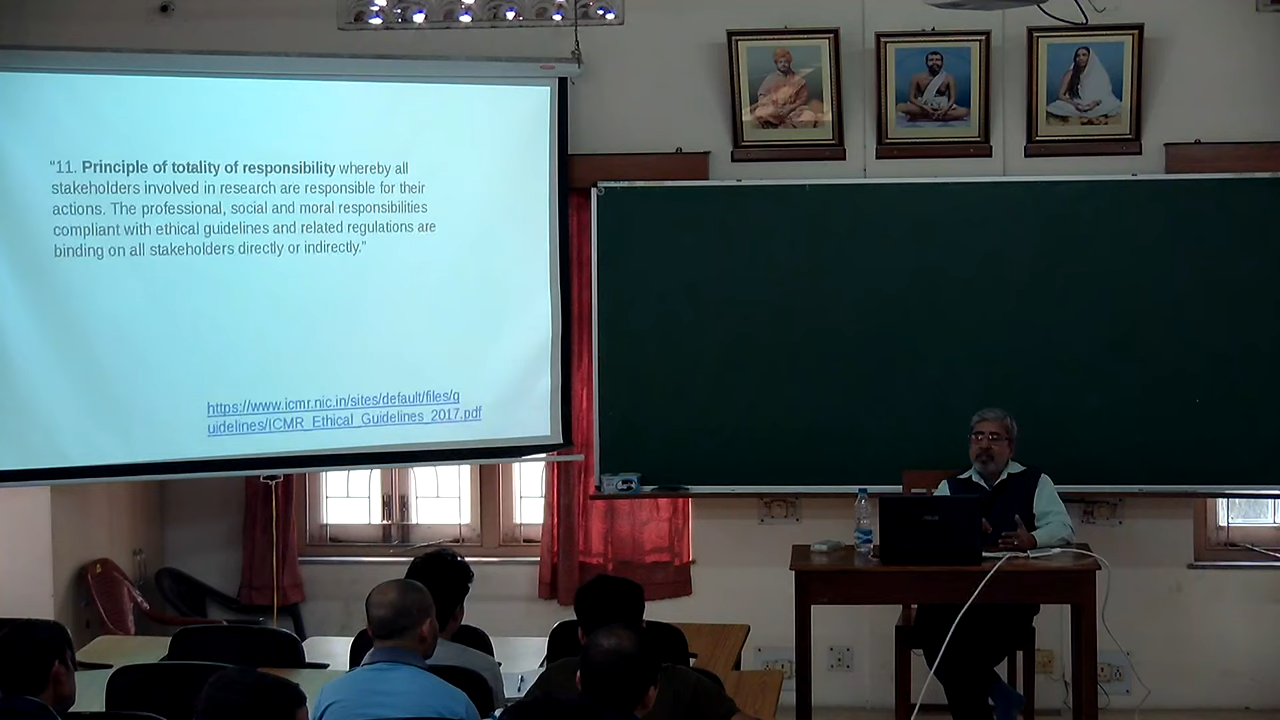 "11. Principle of totality of responsibility whereby all
stakeholders involved in research are responsible for their
actions. The professional, social and moral responsibilities
compliant with ethical guidelines and related regulations are
binding on all stakeholders directly or indirectly."
https://www.icmr.nic.in/sites/default/files/g
uidelines/ICMR_Ethical_Guidelines_2017.pdf